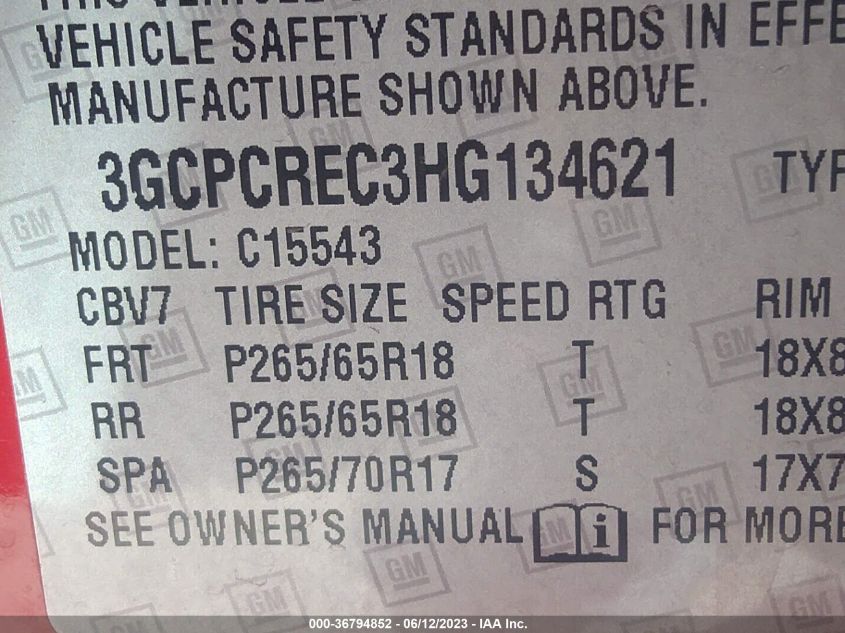 VEHICLE SAFETY STANDARDS IN EFFE
MANUFACTURE SHOWN ABOVE.
3GCPCREC3HG134621 TYP
MODEL: C15543
CBV7 TIRE SIZE SPEED RTG RIM
FRT P265/65R18 T 18X8
RR P265/65R18 T 18X8
SPA P265/70R17 S 17X7
SEE OWNER'S MANUAL i FOR MORE
GM
000-36794852 - 06/12/2023 - IAA Inc.